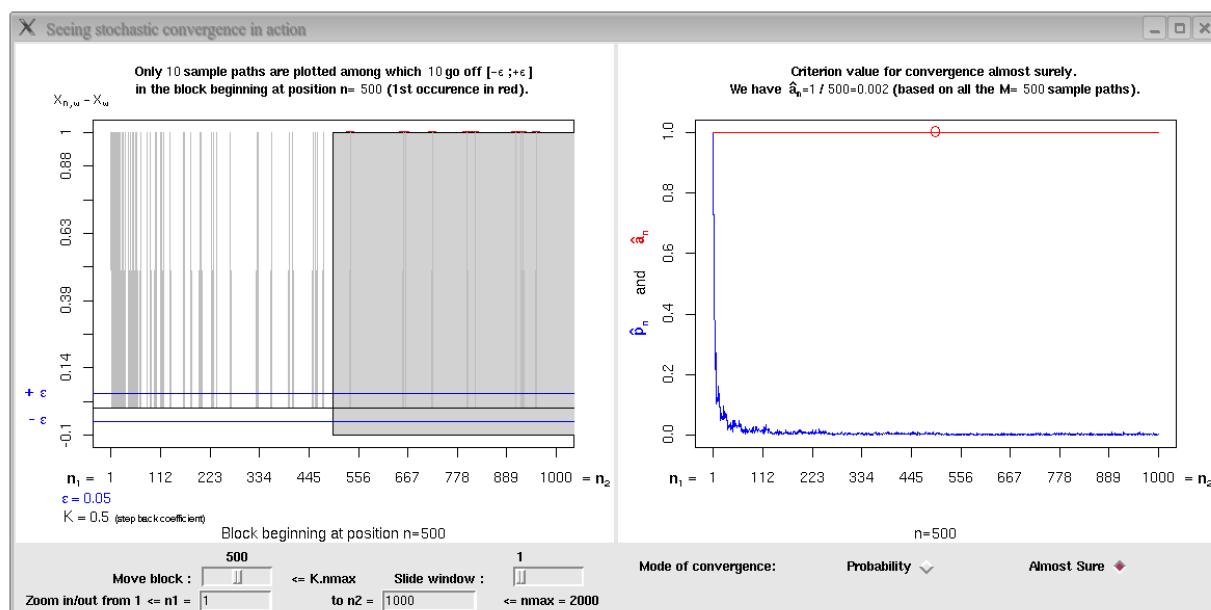 Seeing stochastic convergence in action
Only 10 sample paths are plotted among which 10 go off [-ε ;+ε]
in the block beginning at position n= 500 (1st occurence in red).
X n,ω - X ω
1
0.88
0.63
0.39
0.14
-0.1
+ ε
- ε
n₁ = 1 112 223 334 445 556 667 778 889 1000 = n₂
ε = 0.05
K = 0.5 (step back coefficient)
Block beginning at position n=500
Criterion value for convergence almost surely.
We have â n=1 / 500=0.002 (based on all the M= 500 sample paths).
1.0
0.8
0.6
0.4
0.2
0.0
p̂ n and â n
n₁ = 1 112 223 334 445 556 667 778 889 1000 = n₂
n=500
500 1
Move block : <= K.nmax Slide window :
Zoom in/out from 1 <= n1 = 1 to n2 = 1000 <= nmax = 2000
Mode of convergence: Probability Almost Sure